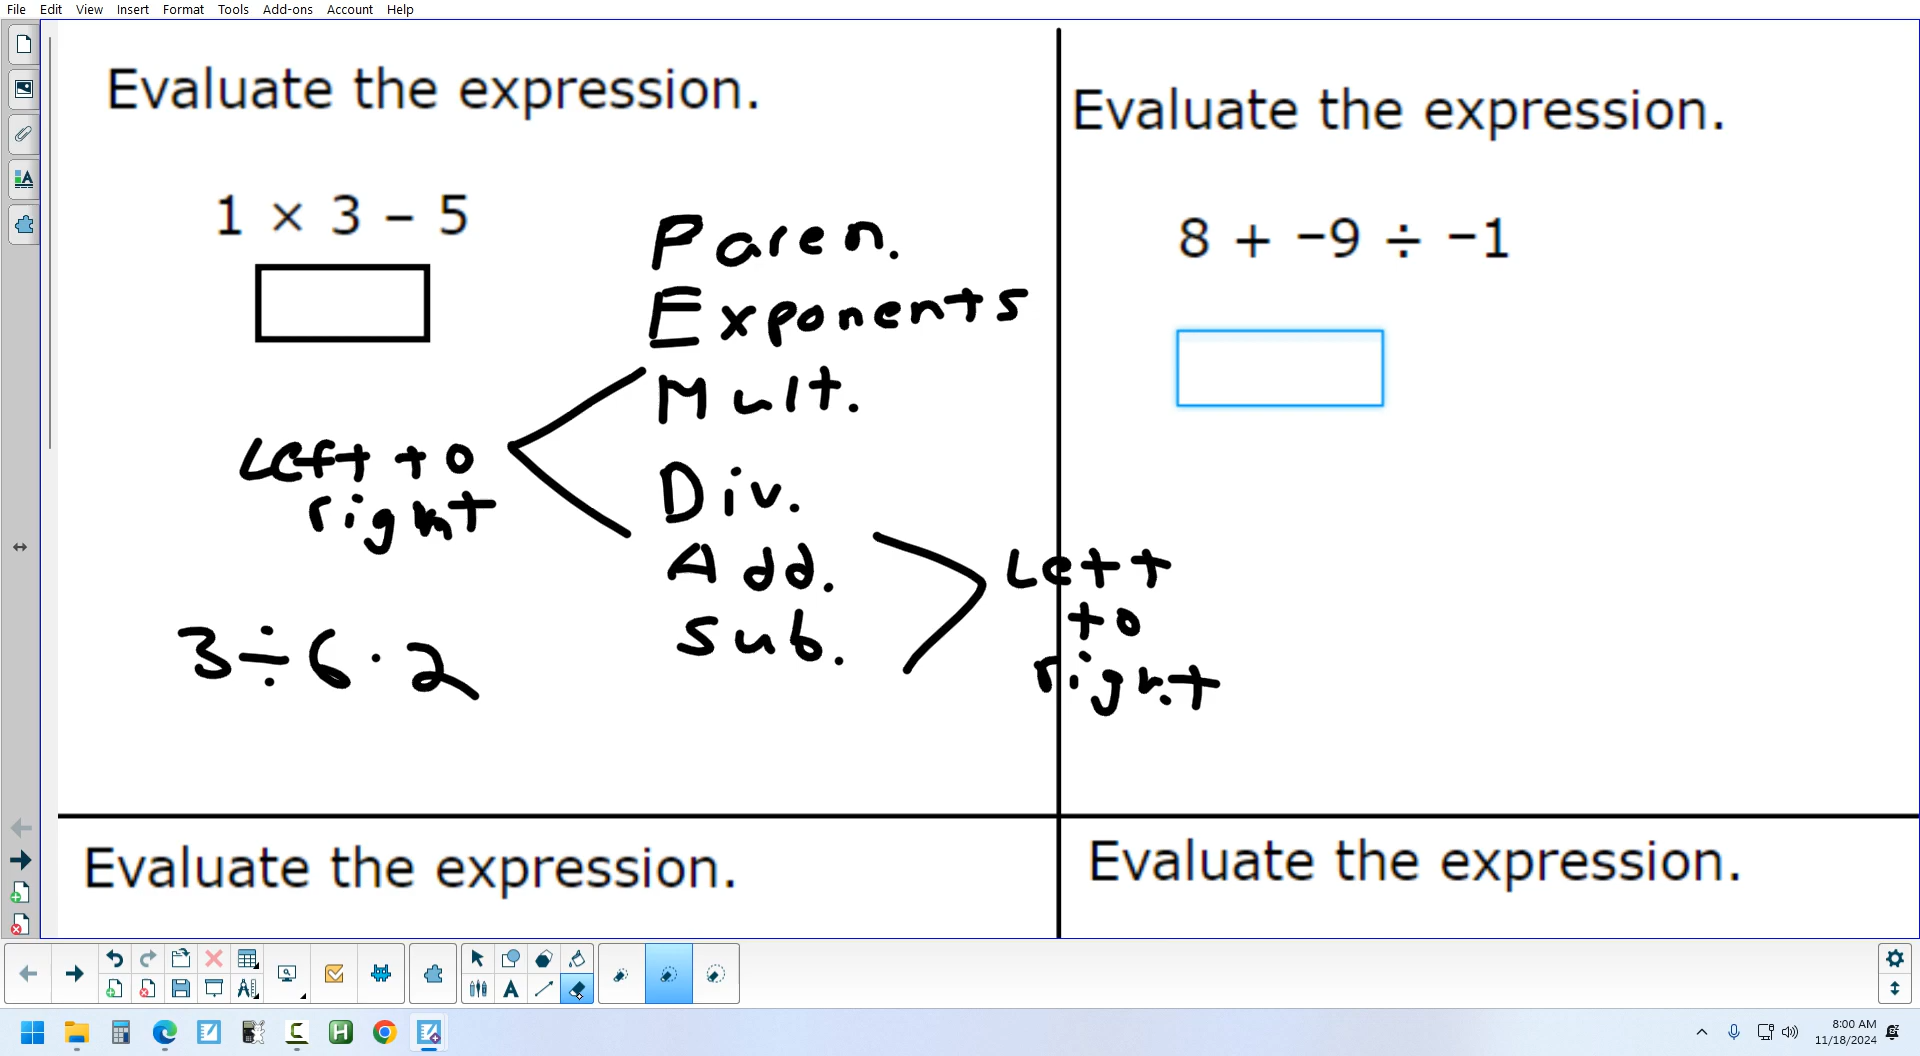 File Edit View Insert Format Tools Add-ons Account Help
Evaluate the expression.
1 × 3 – 5
Paren.
Exponents
Mult.
Div.
Add.
Sub.
Left to
right
Left
to
right
3 ÷ 6 · 2
Evaluate the expression.
8 + −9 ÷ −1
Evaluate the expression.
Evaluate the expression.
8:00 AM
11/18/2024